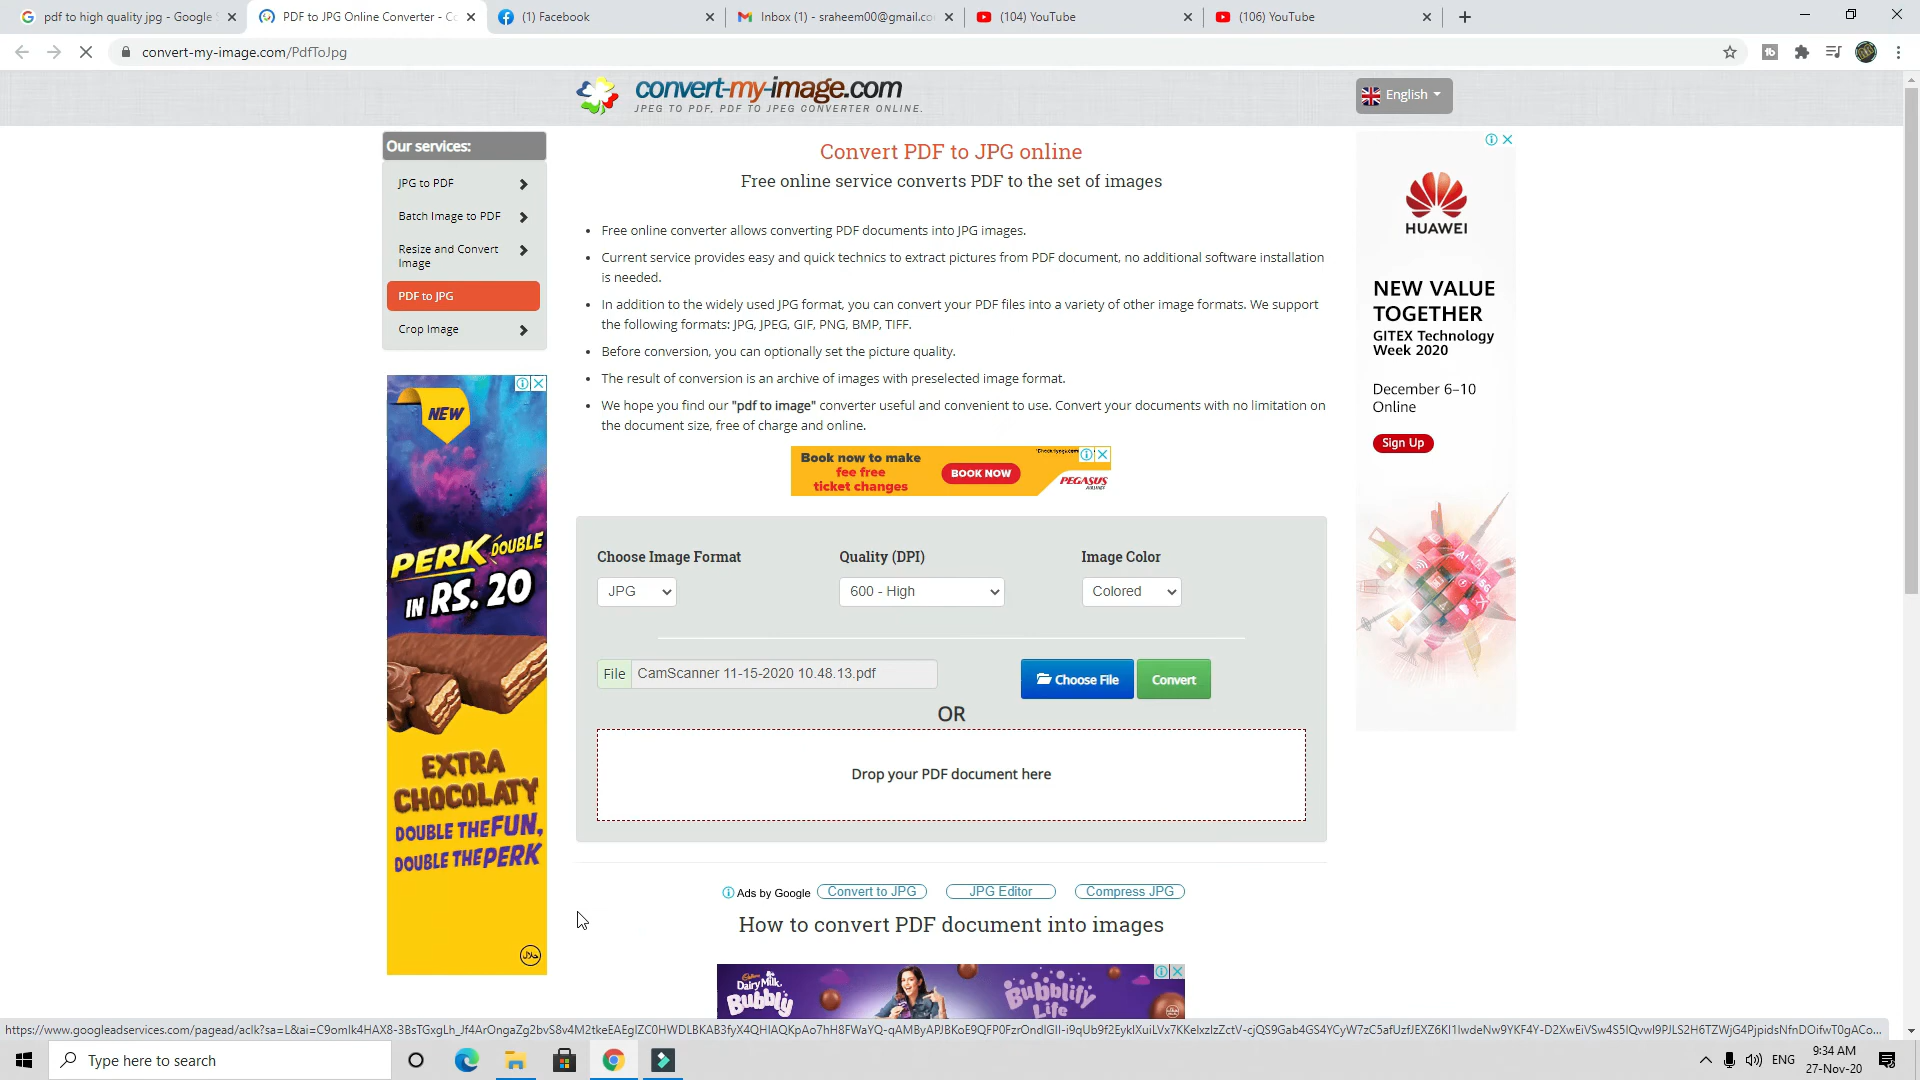 pdf to high quality jpg - Google
PDF to JPG Online Converter - Co
(1) Facebook
Inbox (1) - sraheem00@gmail.co
(104) YouTube
(106) YouTube
convert-my-image.com/PdfToJpg
convert-my-image.com
JPEG TO PDF, PDF TO JPEG CONVERTER ONLINE.
English
Our services:
JPG to PDF
Batch Image to PDF
Resize and Convert
Image
PDF to JPG
Crop Image
Convert PDF to JPG online
Free online service converts PDF to the set of images
Free online converter allows converting PDF documents into JPG images.
Current service provides easy and quick technics to extract pictures from PDF document, no additional software installation
is needed.
In addition to the widely used JPG format, you can convert your PDF files into a variety of other image formats. We support
the following formats: JPG, JPEG, GIF, PNG, BMP, TIFF.
Before conversion, you can optionally set the picture quality.
The result of conversion is an archive of images with preselected image format.
We hope you find our "pdf to image" converter useful and convenient to use. Convert your documents with no limitation on
the document size, free of charge and online.
Book now to make
fee free
ticket changes
BOOK NOW
PEGASUS
AIRLINES
HUAWEI
NEW VALUE
TOGETHER
GITEX Technology
Week 2020
December 6–10
Online
Sign Up
NEW
PERK DOUBLE
IN RS. 20
EXTRA
CHOCOLATY
DOUBLE THE FUN,
DOUBLE THE PERK
Choose Image Format
Quality (DPI)
Image Color
JPG
600 - High
Colored
File
CamScanner 11-15-2020 10.48.13.pdf
Choose File
Convert
OR
Drop your PDF document here
Ads by Google
Convert to JPG
JPG Editor
Compress JPG
How to convert PDF document into images
Cadbury
Dairy Milk
Bubbly
Bubblify
Life
Type here to search
ENG
9:34 AM
27-Nov-20